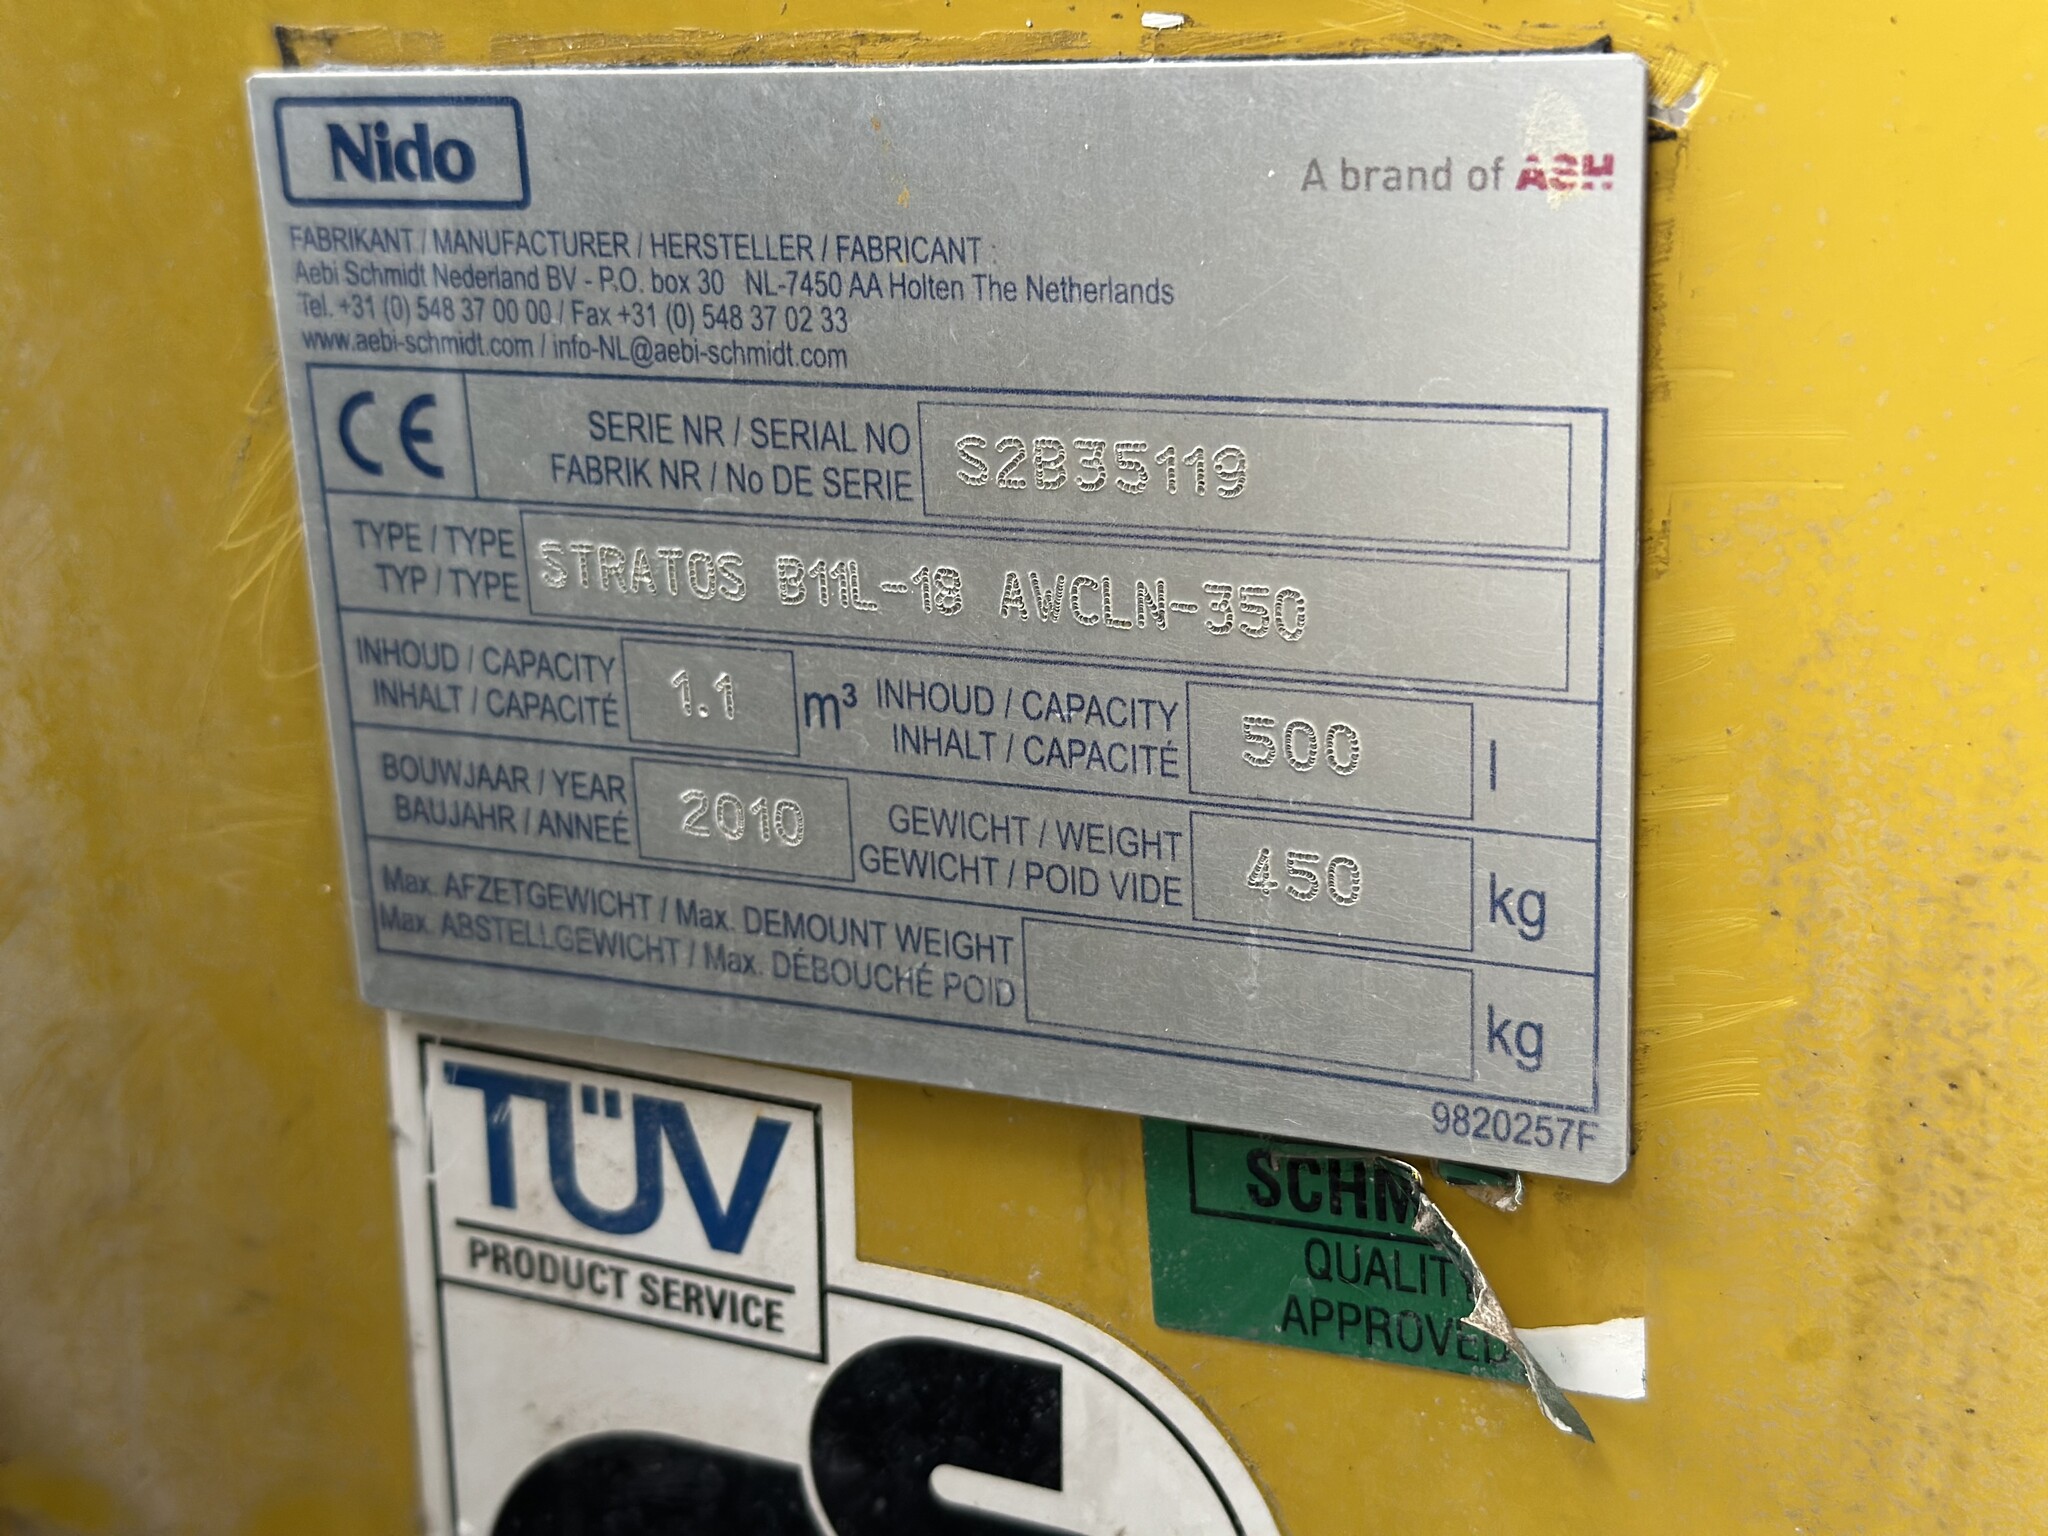 Nido
A brand of ASH
FABRIKANT / MANUFACTURER / HERSTELLER / FABRICANT :
Aebi Schmidt Nederland BV - P.O. box 30 NL-7450 AA Holten The Netherlands
Tel. +31 (0) 548 37 00 00 / Fax +31 (0) 548 37 02 33
www.aebi-schmidt.com / info-NL@aebi-schmidt.com
CE
SERIE NR / SERIAL NO
FABRIK NR / No DE SERIE
S2B35119
TYPE / TYPE
TYP / TYPE
STRATOS B11L-18 AWCLN-350
INHOUD / CAPACITY
INHALT / CAPACITÉ
1.1
m³
INHOUD / CAPACITY
INHALT / CAPACITÉ
500
l
BOUWJAAR / YEAR
BAUJAHR / ANNEÉ
2010
GEWICHT / WEIGHT
GEWICHT / POID VIDE
450
kg
Max. AFZETGEWICHT / Max. DEMOUNT WEIGHT
Max. ABSTELLGEWICHT / Max. DÉBOUCHÉ POID
kg
9820257F
TÜV
PRODUCT SERVICE
SCHM
QUALITY
APPROVED